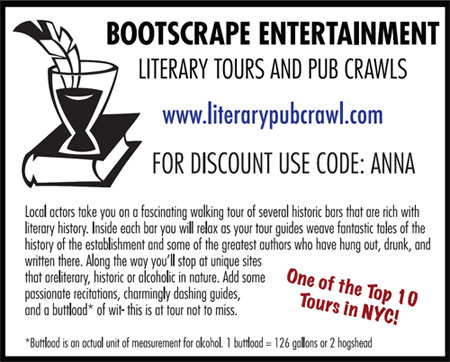 BOOTSCRAPE ENTERTAINMENT
LITERARY TOURS AND PUB CRAWLS
www.literarypubcrawl.com
FOR DISCOUNT USE CODE: ANNA
Local actors take you on a fascinating walking tour of several historic bars that are rich with
literary history. Inside each bar you will relax as your tour guides weave fantastic tales of the
history of the establishment and some of the greatest authors who have hung out, drunk, and
written there. Along the way you'll stop at unique sites
that areliterary, historic or alcoholic in nature. Add some
passionate recitations, charmingly dashing guides,
and a buttload* of wit- this is at tour not to miss.
One of the Top 10
Tours in NYC!
*Buttload is an actual unit of measurement for alcohol. 1 buttload = 126 gallons or 2 hogshead